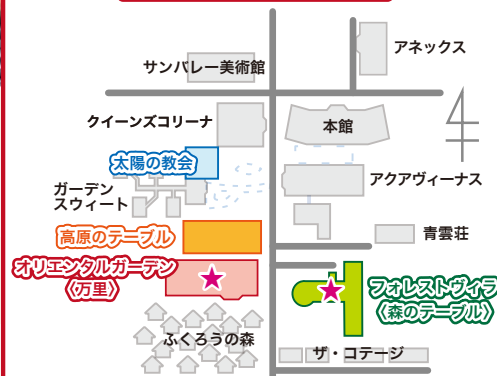 アネックス
サンバレー美術館
クイーンズコリーナ
本館
太陽の教会
アクアヴィーナス
ガーデン
スウィート
高原のテーブル
青雲荘
オリエンタルガーデン
〈万里〉
フォレストヴィラ
〈森のテーブル〉
ふくろうの森
ザ・コテージ